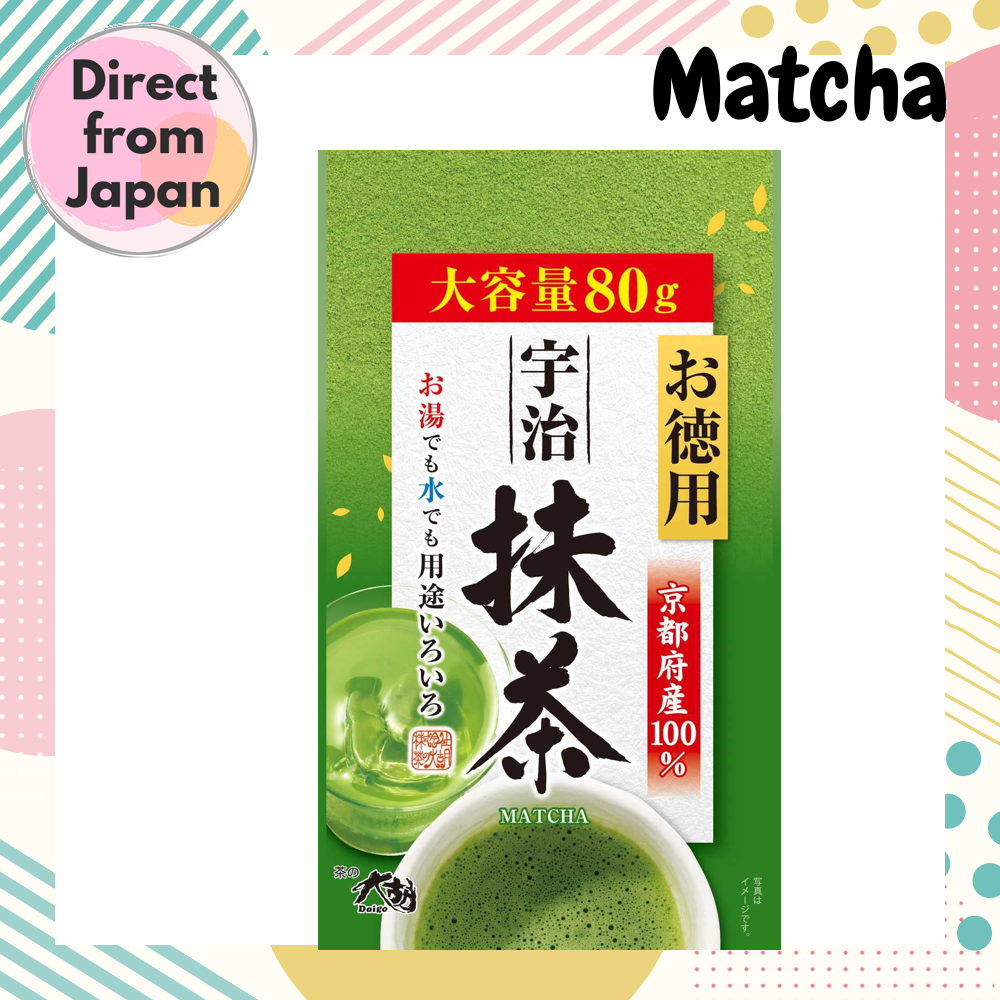 Direct
from
Japan
Matcha
大容量80g
お徳用
宇治
抹茶
お湯でも水でも用途いろいろ
京都府産100%
MATCHA
茶の
大胡
Daigo
写真は
イメージです。